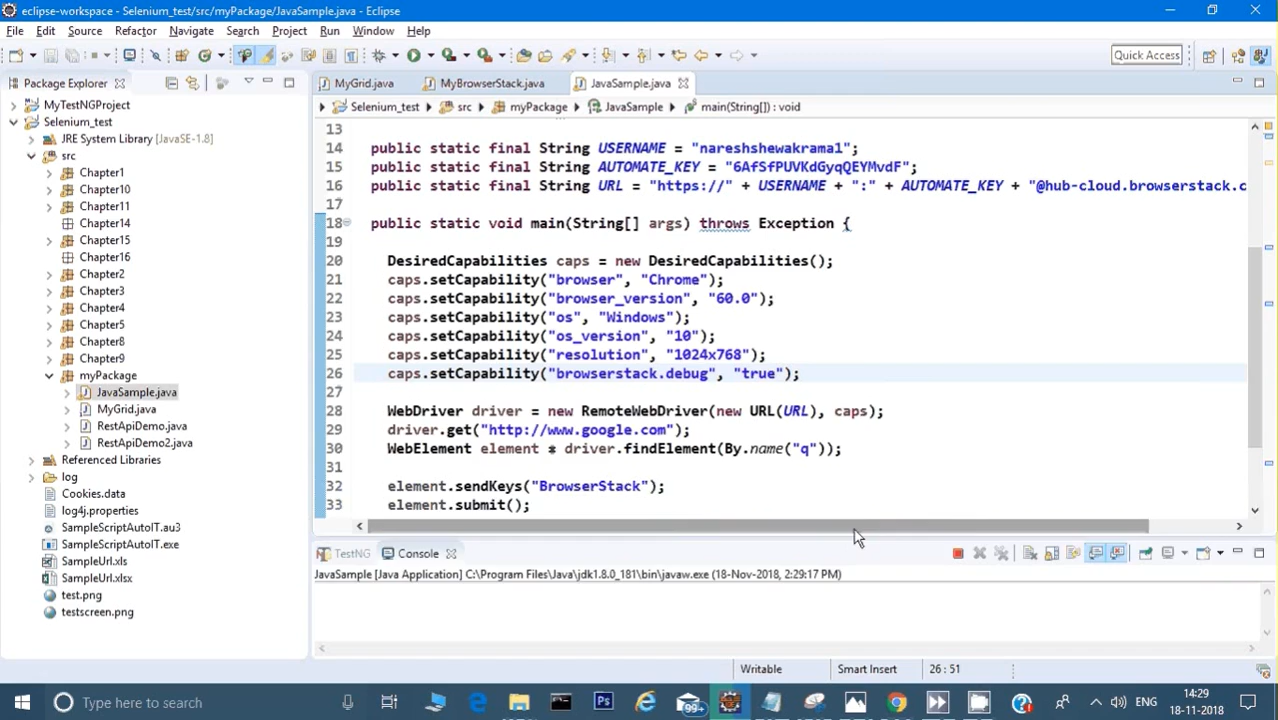 eclipse-workspace - Selenium_test/src/myPackage/JavaSample.java - Eclipse
File Edit Source Refactor Navigate Search Project Run Window Help
Quick Access
Package Explorer
MyTestNGProject
Selenium_test
JRE System Library [JavaSE-1.8]
src
Chapter1
Chapter10
Chapter11
Chapter14
Chapter15
Chapter16
Chapter2
Chapter3
Chapter4
Chapter5
Chapter8
Chapter9
myPackage
JavaSample.java
MyGrid.java
RestApiDemo.java
RestApiDemo2.java
Referenced Libraries
log
Cookies.data
log4j.properties
SampleScriptAutoIT.au3
SampleScriptAutoIT.exe
SampleUrl.xls
SampleUrl.xlsx
test.png
testscreen.png
MyGrid.java MyBrowserStack.java JavaSample.java
Selenium_test src myPackage JavaSample main(String[]) : void
13
14 public static final String USERNAME = "nareshshewakrama1";
15 public static final String AUTOMATE_KEY = "6AfSfPUVKdGyqQEYMvdF";
16 public static final String URL = "https://" + USERNAME + ":" + AUTOMATE_KEY + "@hub-cloud.browserstack.c
17
18 public static void main(String[] args) throws Exception {
19
20 DesiredCapabilities caps = new DesiredCapabilities();
21 caps.setCapability("browser", "Chrome");
22 caps.setCapability("browser_version", "60.0");
23 caps.setCapability("os", "Windows");
24 caps.setCapability("os_version", "10");
25 caps.setCapability("resolution", "1024x768");
26 caps.setCapability("browserstack.debug", "true");
27
28 WebDriver driver = new RemoteWebDriver(new URL(URL), caps);
29 driver.get("http://www.google.com");
30 WebElement element = driver.findElement(By.name("q"));
31
32 element.sendKeys("BrowserStack");
33 element.submit();
TestNG Console
JavaSample [Java Application] C:\Program Files\Java\jdk1.8.0_181\bin\javaw.exe (18-Nov-2018, 2:29:17 PM)
Writable Smart Insert 26 : 51
Type here to search
99+
ENG
14:29
18-11-2018